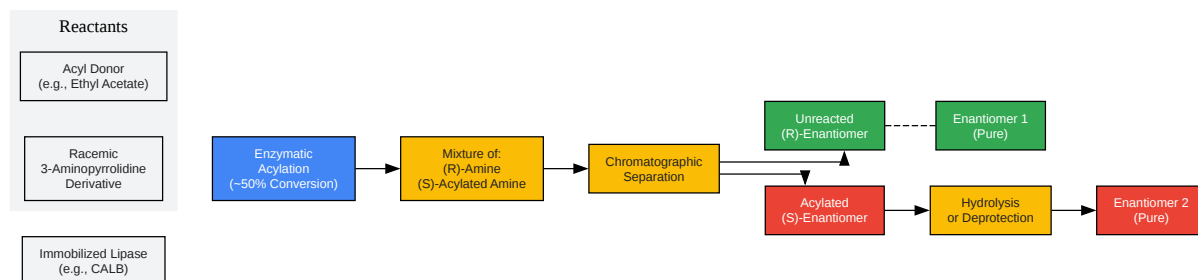 Reactants
Acyl Donor
(e.g., Ethyl Acetate)
Racemic
3-Aminopyrrolidine
Derivative
Immobilized Lipase
(e.g., CALB)
Enzymatic
Acylation
(~50% Conversion)
Mixture of:
(R)-Amine
(S)-Acylated Amine
Chromatographic
Separation
Unreacted
(R)-Enantiomer
Enantiomer 1
(Pure)
Acylated
(S)-Enantiomer
Hydrolysis
or Deprotection
Enantiomer 2
(Pure)